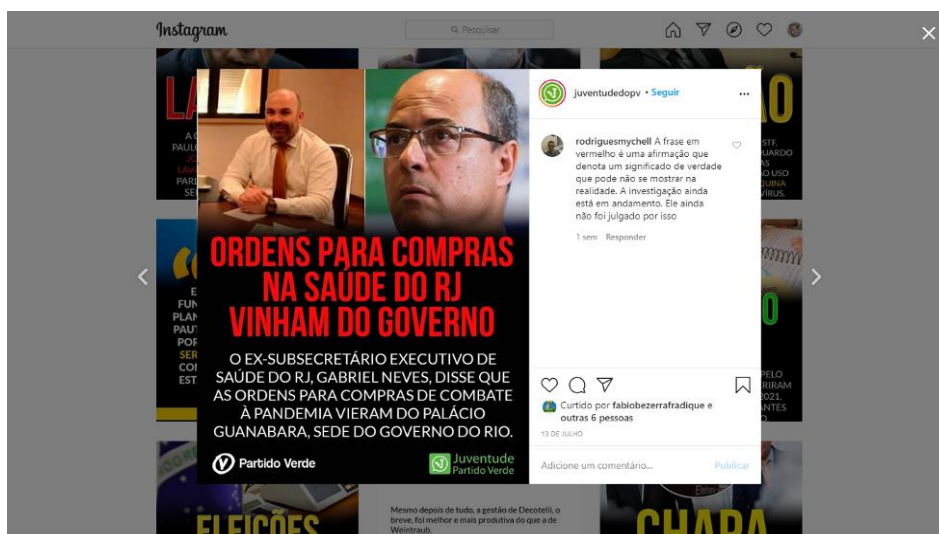 Instagram
Pesquisar
juventudedopv • Seguir
ORDENS PARA COMPRAS
NA SAÚDE DO RJ
VINHAM DO GOVERNO
O EX-SUBSECRETÁRIO EXECUTIVO DE
SAÚDE DO RJ, GABRIEL NEVES, DISSE QUE
AS ORDENS PARA COMPRAS DE COMBATE
À PANDEMIA VIERAM DO PALÁCIO
GUANABARA, SEDE DO GOVERNO DO RIO.
Partido Verde
Juventude
Partido Verde
rodriguesmychell A frase em
vermelho é uma afirmação que
denota um significado de verdade
que pode não se mostrar na
realidade. A investigação ainda
está em andamento. Ele ainda
não foi julgado por isso
1 sem Responder
Curtido por fabiobezerrafradique e
outras 6 pessoas
13 DE JULHO
Adicione um comentário... Publicar
ELEIÇÕES
Mesmo depois de tudo, a gestão de Decotelli, o
breve, foi melhor e mais produtiva do que a de
Weintraub.
CHAPA